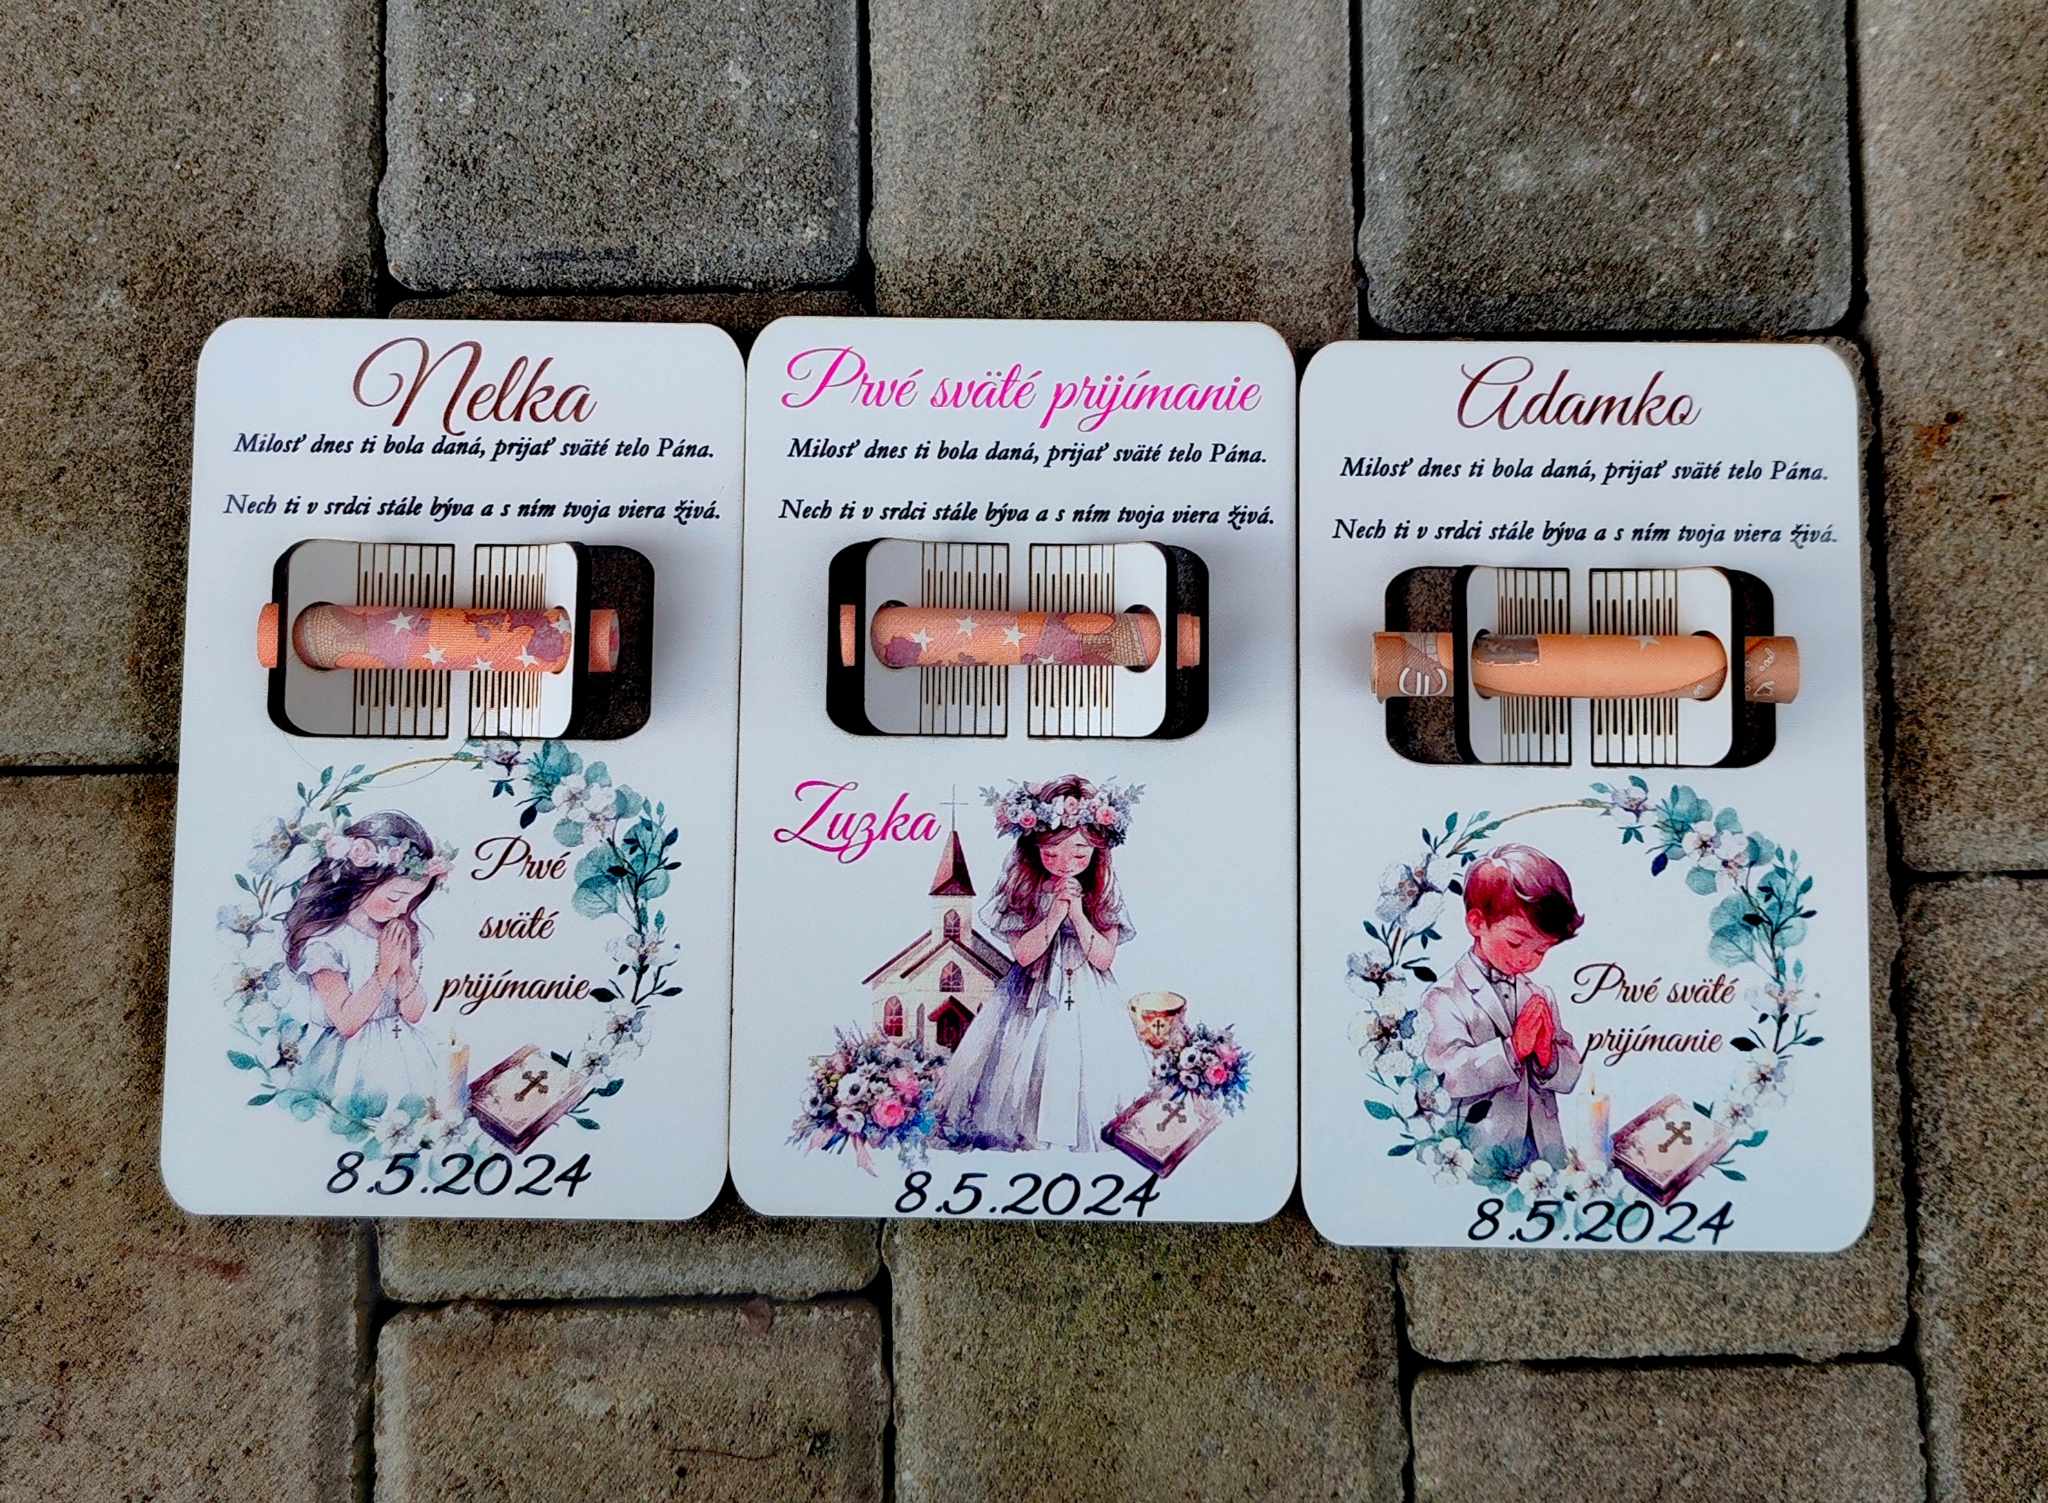 Nelka
Milosť dnes ti bola daná, prijať sväté telo Pána.
Nech ti v srdci stále býva a s ním tvoja viera živá.
Prvé
sväté
prijímanie
8.5.2024
Prvé sväté prijímanie
Milosť dnes ti bola daná, prijať sväté telo Pána.
Nech ti v srdci stále býva a s ním tvoja viera živá.
Zuzka
8.5.2024
Adamko
Milosť dnes ti bola daná, prijať sväté telo Pána.
Nech ti v srdci stále býva a s ním tvoja viera živá.
Prvé sväté
prijímanie
8.5.2024